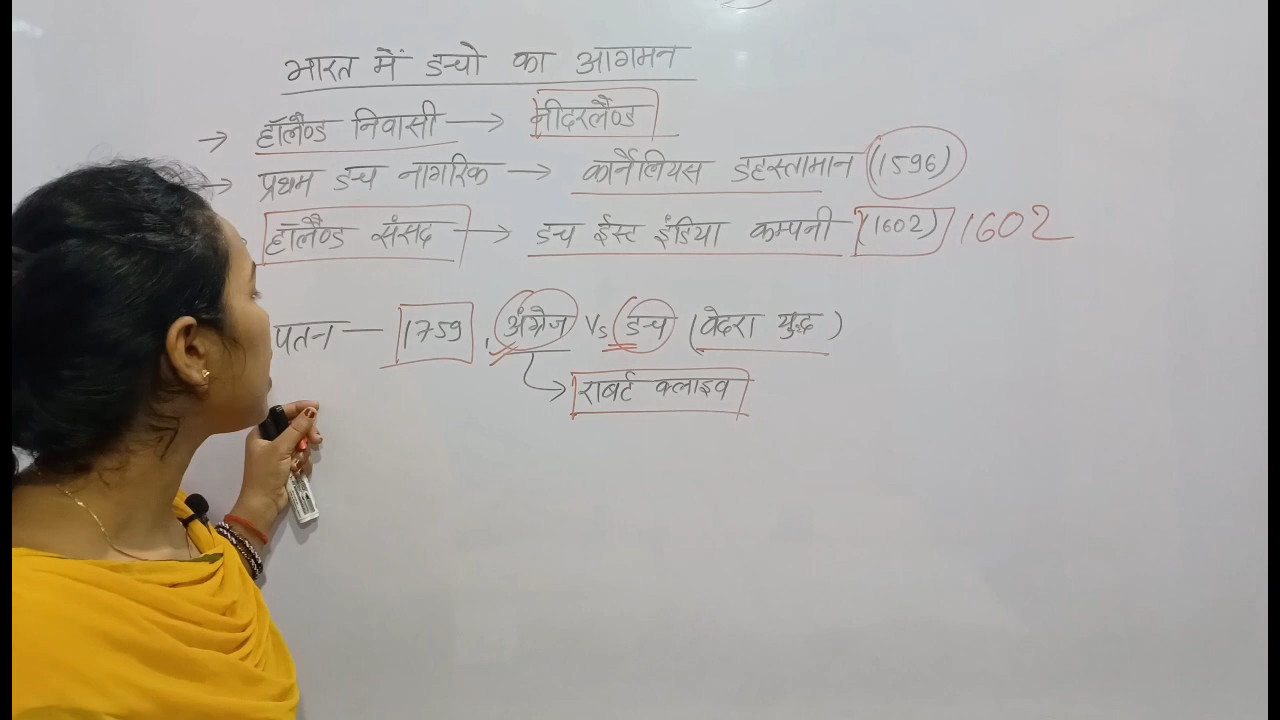 भारत में डचो का आगमन
→ हॉलैण्ड निवासी → नीदरलैण्ड
→ प्रथम डच नागरिक → कार्नेलियस डहस्तामान (1596)
हॉलैण्ड संसद → डच ईस्ट इंडिया कम्पनी (1602) 1602
पतन — 1759, अंग्रेज Vs डच (वेदरा युद्ध)
→ राबर्ट क्लाइव